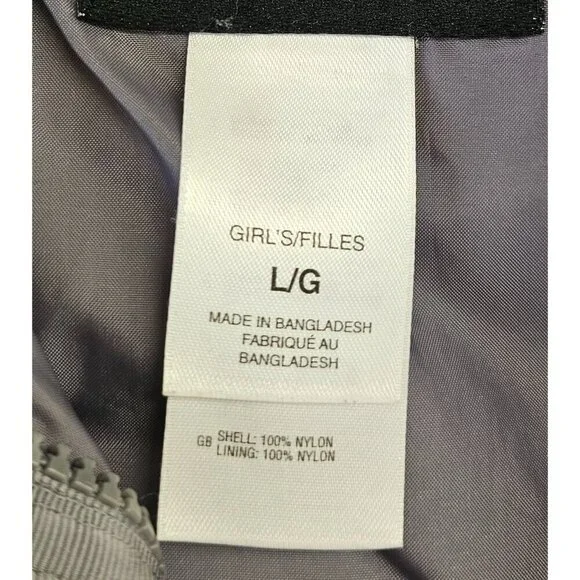 GIRL'S/FILLES
L/G
MADE IN BANGLADESH
FABRIQUÉ AU
BANGLADESH
GB SHELL: 100% NYLON
LINING: 100% NYLON